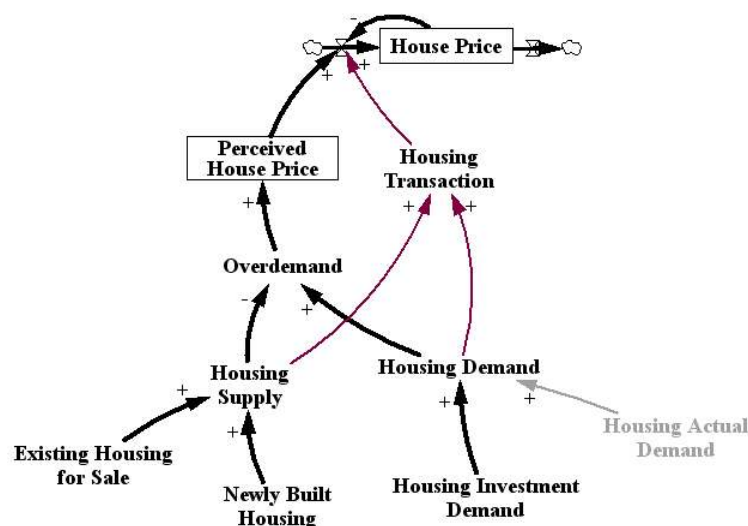 -
House Price
+
+
Perceived
House Price
Housing
Transaction
+
+
+
Overdemand
-
+
Housing
Supply
Housing Demand
+
+
+
+
Housing Actual
Demand
Existing Housing
for Sale
Newly Built
Housing
Housing Investment
Demand